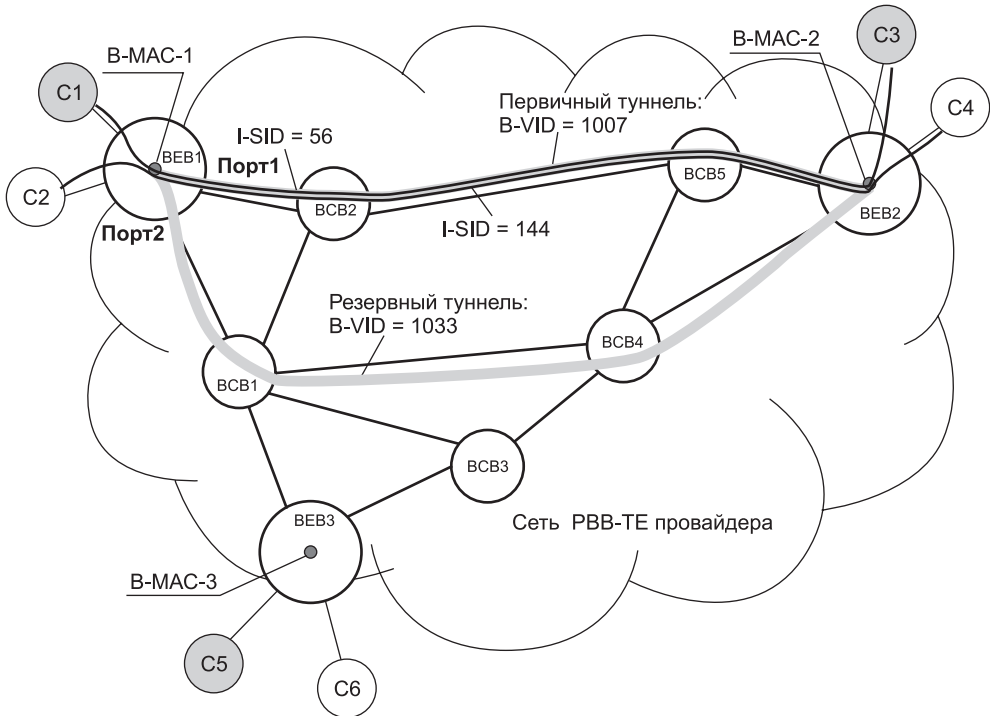 B-MAC-1
B-MAC-2
C3
C1
C4
Первичный туннель:
B-VID = 1007
I-SID = 56
BEB1
Порт1
BCB5
C2
BCB2
BEB2
Порт2
I-SID = 144
Резервный туннель:
B-VID = 1033
BCB4
BCB1
BCB3
BEB3
Сеть PBB-TE провайдера
B-MAC-3
C5
C6